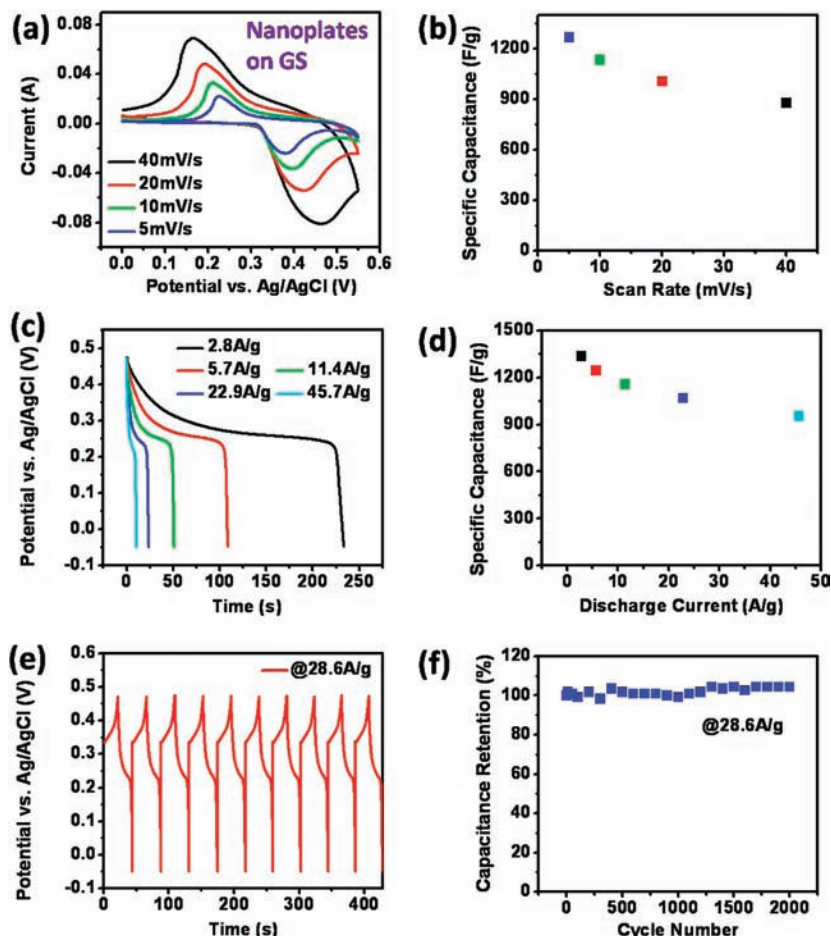 (a)
Nanoplates
on GS
0.08
0.04
0.00
-0.04
-0.08
Current (A)
40mV/s
20mV/s
10mV/s
5mV/s
0.0 0.1 0.2 0.3 0.4 0.5 0.6
Potential vs. Ag/AgCl (V)
(b)
1200
900
600
300
0
Specific Capacitance (F/g)
0 10 20 30 40
Scan Rate (mV/s)
(c)
0.5
0.4
0.3
0.2
0.1
0.0
-0.1
Potential vs. Ag/AgCl (V)
2.8A/g
5.7A/g 11.4A/g
22.9A/g 45.7A/g
0 50 100 150 200 250
Time (s)
(d)
1500
1200
900
600
300
0
Specific Capacitance (F/g)
0 10 20 30 40 50
Discharge Current (A/g)
(e)
0.6
0.5
0.4
0.3
0.2
0.1
0.0
-0.1
Potential vs. Ag/AgCl (V)
@28.6A/g
0 100 200 300 400
Time (s)
(f)
120
100
80
60
40
20
0
Capacitance Retention (%)
@28.6A/g
0 500 1000 1500 2000
Cycle Number